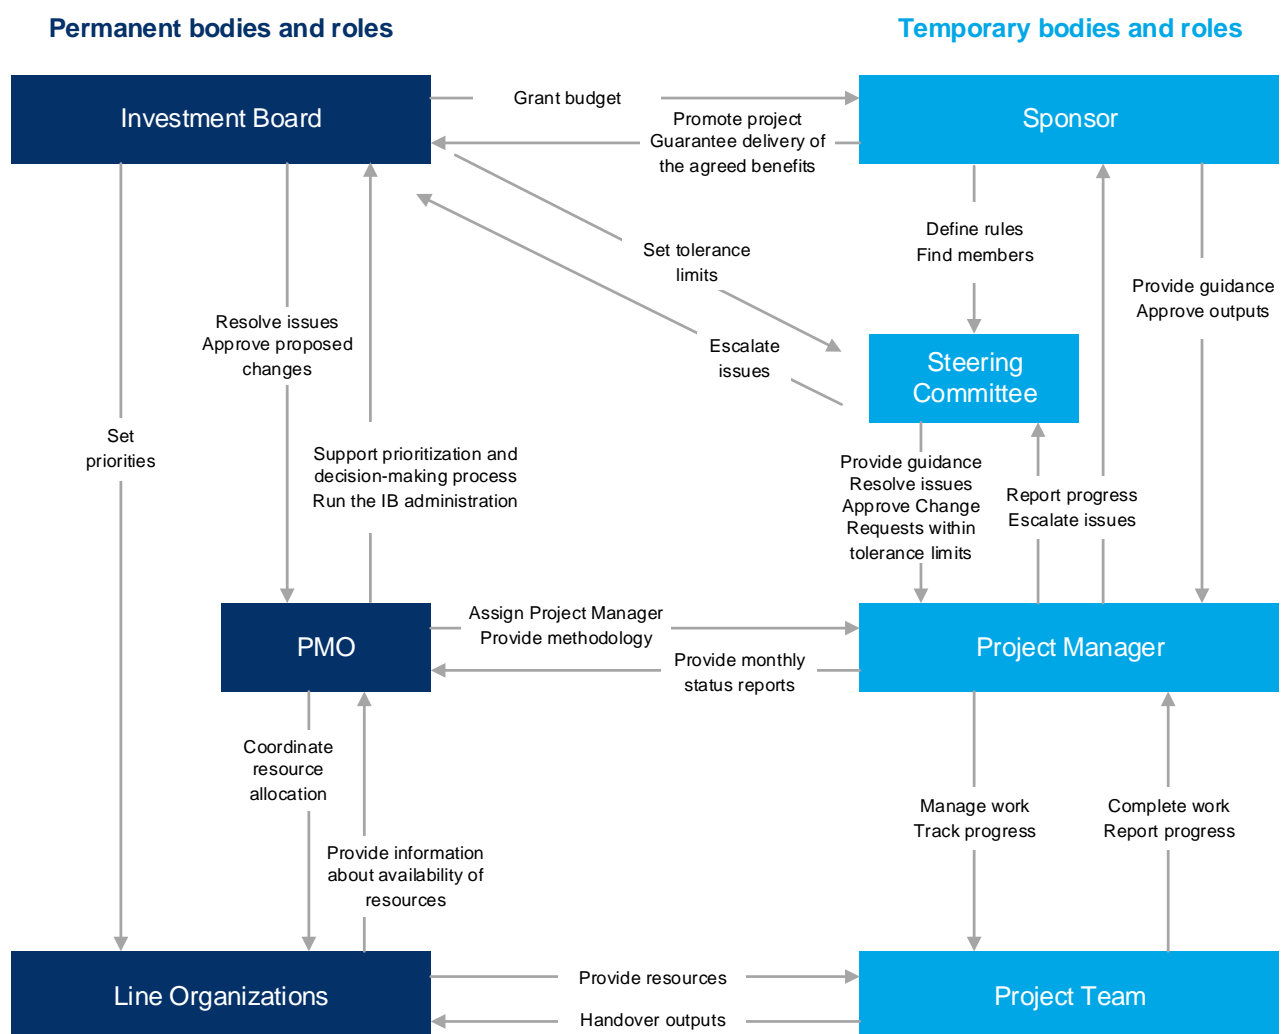 Permanent bodies and roles
Temporary bodies and roles
Investment Board
Grant budget
Promote project
Guarantee delivery of
the agreed benefits
Sponsor
Set tolerance
limits
Define rules
Find members
Provide guidance
Approve outputs
Resolve issues
Approve proposed
changes
Escalate
issues
Steering
Committee
Set
priorities
Support prioritization and
decision-making process
Run the IB administration
Provide guidance
Resolve issues
Approve Change
Requests within
tolerance limits
Report progress
Escalate issues
PMO
Assign Project Manager
Provide methodology
Provide monthly
status reports
Project Manager
Coordinate
resource
allocation
Provide information
about availability of
resources
Manage work
Track progress
Complete work
Report progress
Line Organizations
Provide resources
Handover outputs
Project Team